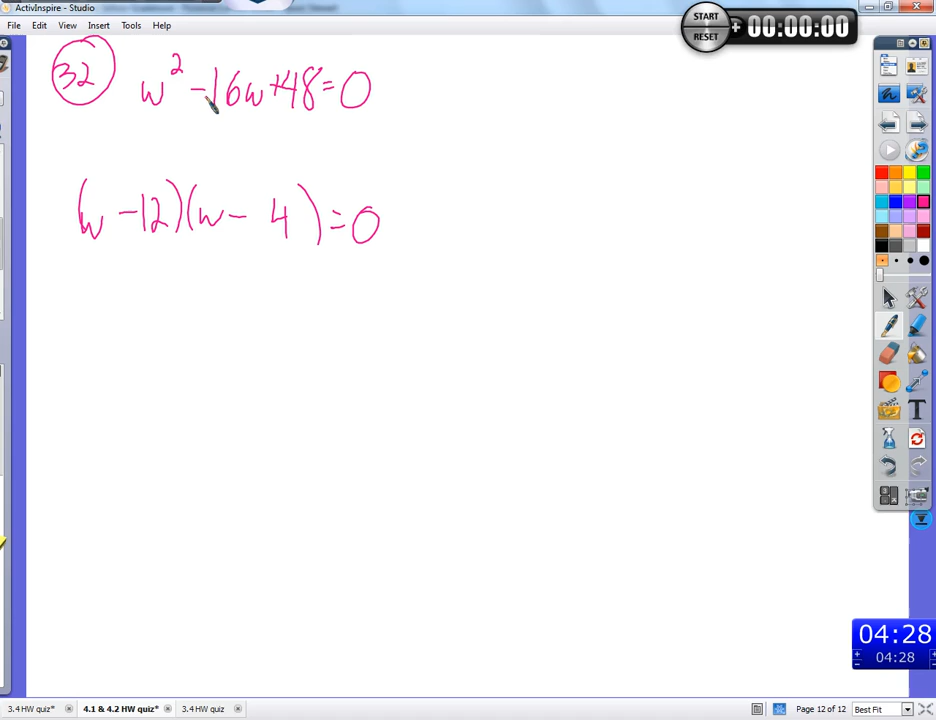 ActivInspire - Studio
File Edit View Insert Tools Help
START
RESET
+ 00:00:00
32 w² -16w+48=0
(w -12)(w - 4)=0
04:28
04:28
3.4 HW quiz* 4.1 & 4.2 HW quiz* 3.4 HW quiz
Page 12 of 12 Best Fit